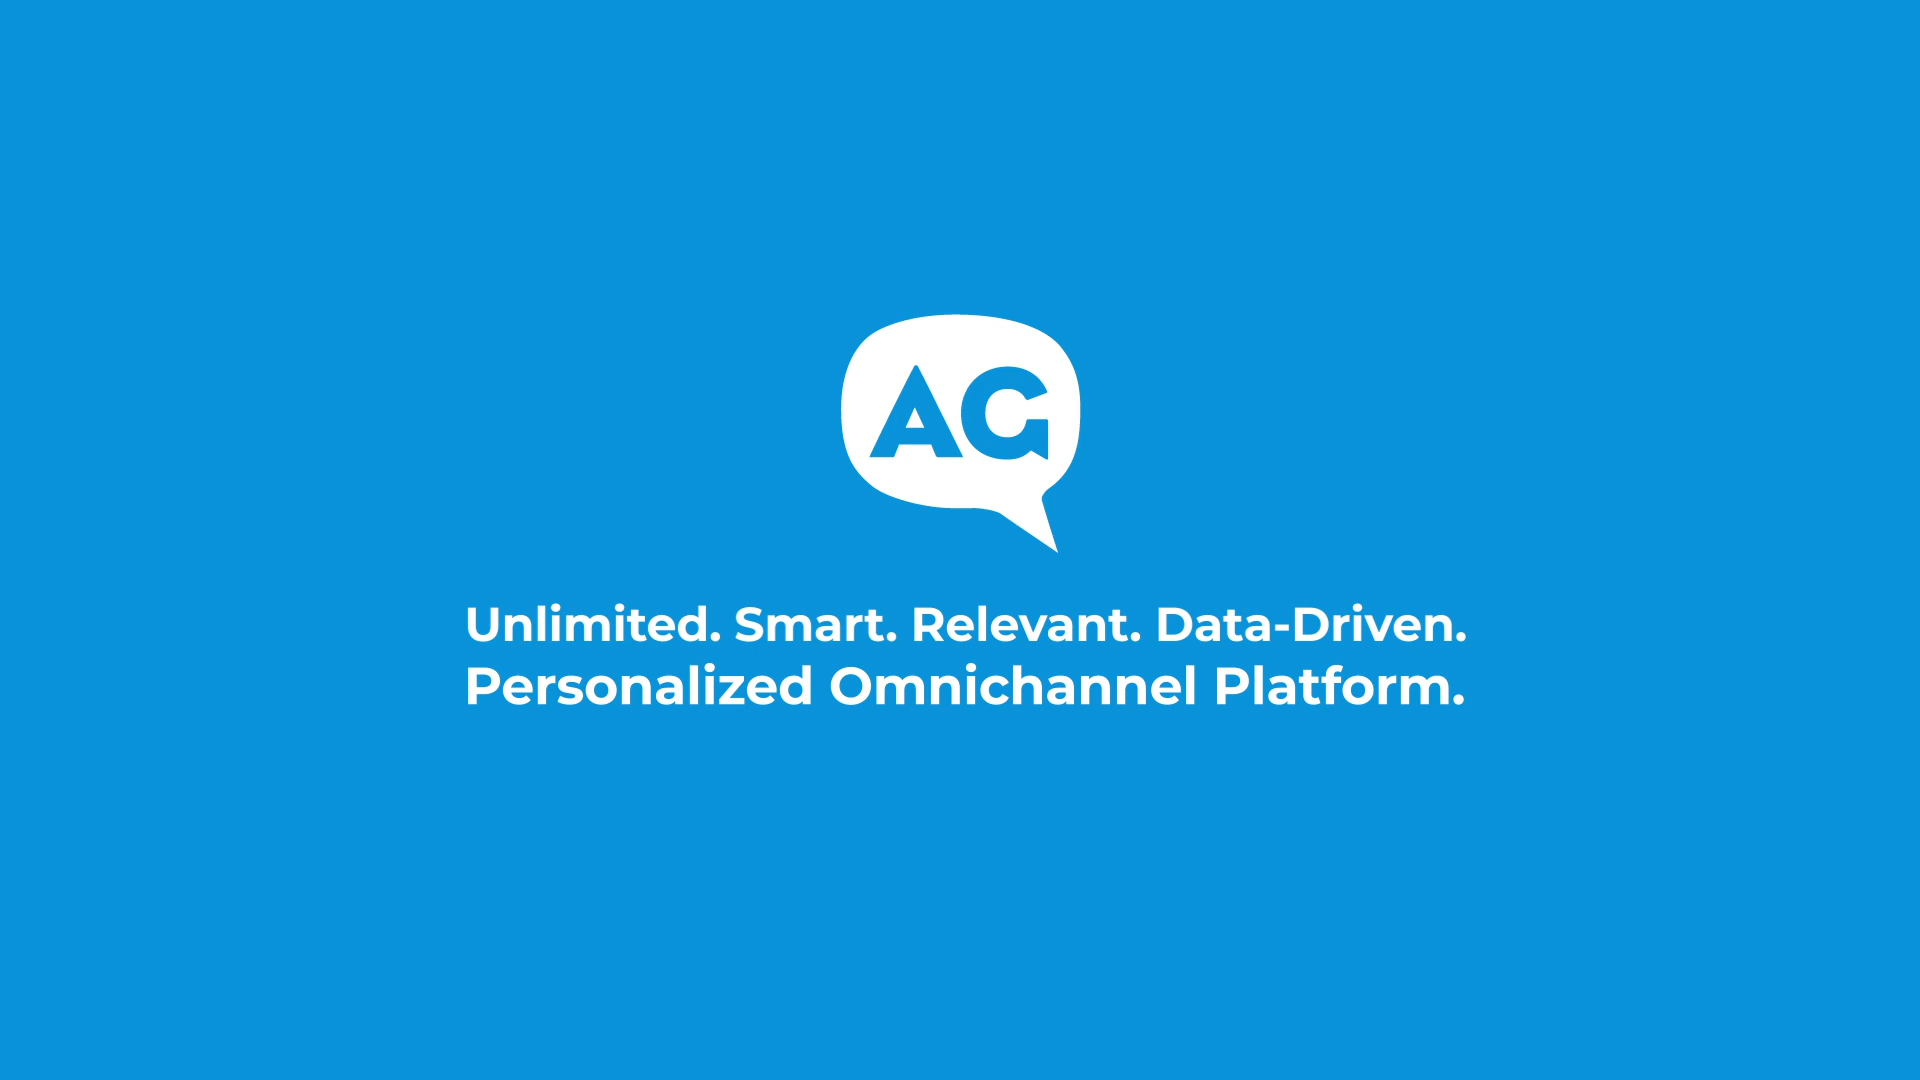 AG
Unlimited. Smart. Relevant. Data-Driven.
Personalized Omnichannel Platform.